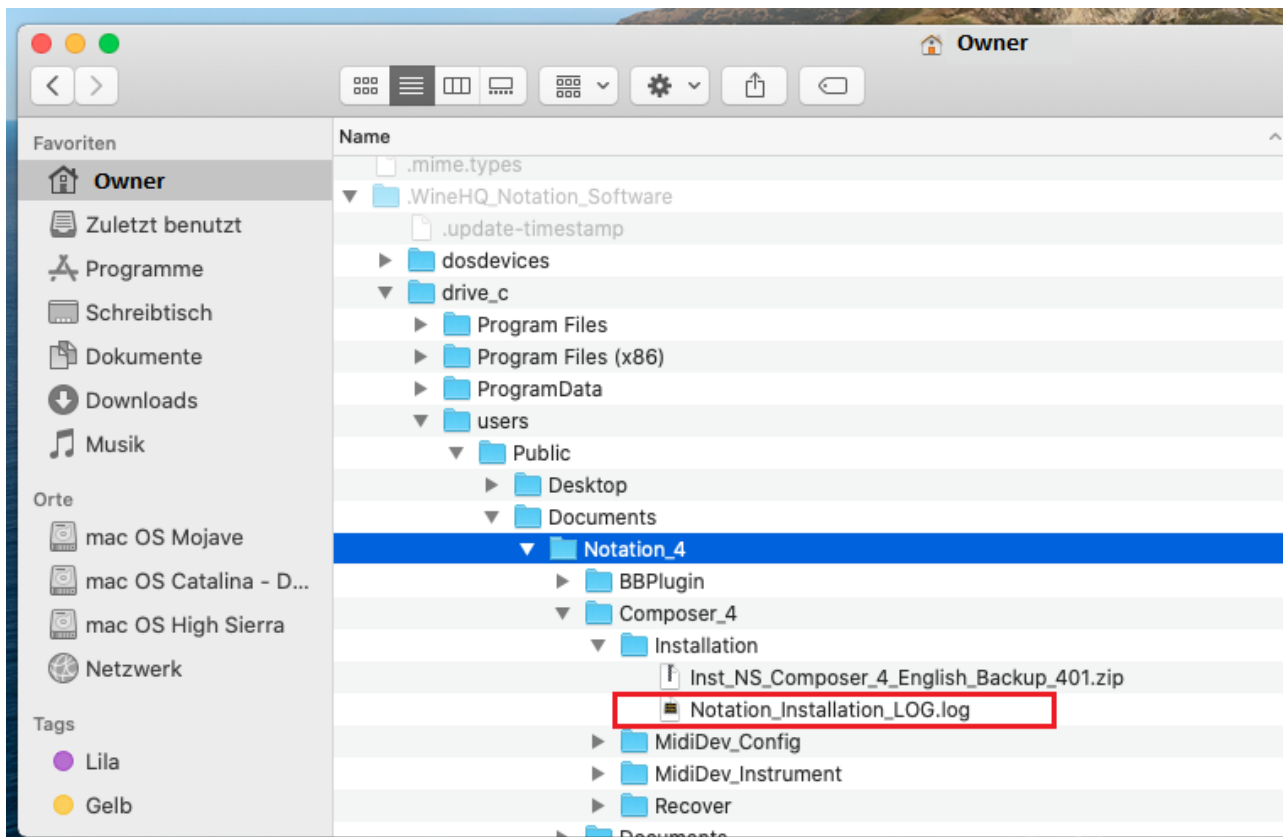 Owner
Favoriten
Owner
Zuletzt benutzt
Programme
Schreibtisch
Dokumente
Downloads
Musik
Orte
mac OS Mojave
mac OS Catalina - D...
mac OS High Sierra
Netzwerk
Tags
Lila
Gelb
Name
.mime.types
.WineHQ_Notation_Software
.update-timestamp
dosdevices
drive_c
Program Files
Program Files (x86)
ProgramData
users
Public
Desktop
Documents
Notation_4
BBPlugin
Composer_4
Installation
Inst_NS_Composer_4_English_Backup_401.zip
Notation_Installation_LOG.log
MidiDev_Config
MidiDev_Instrument
Recover
Documents